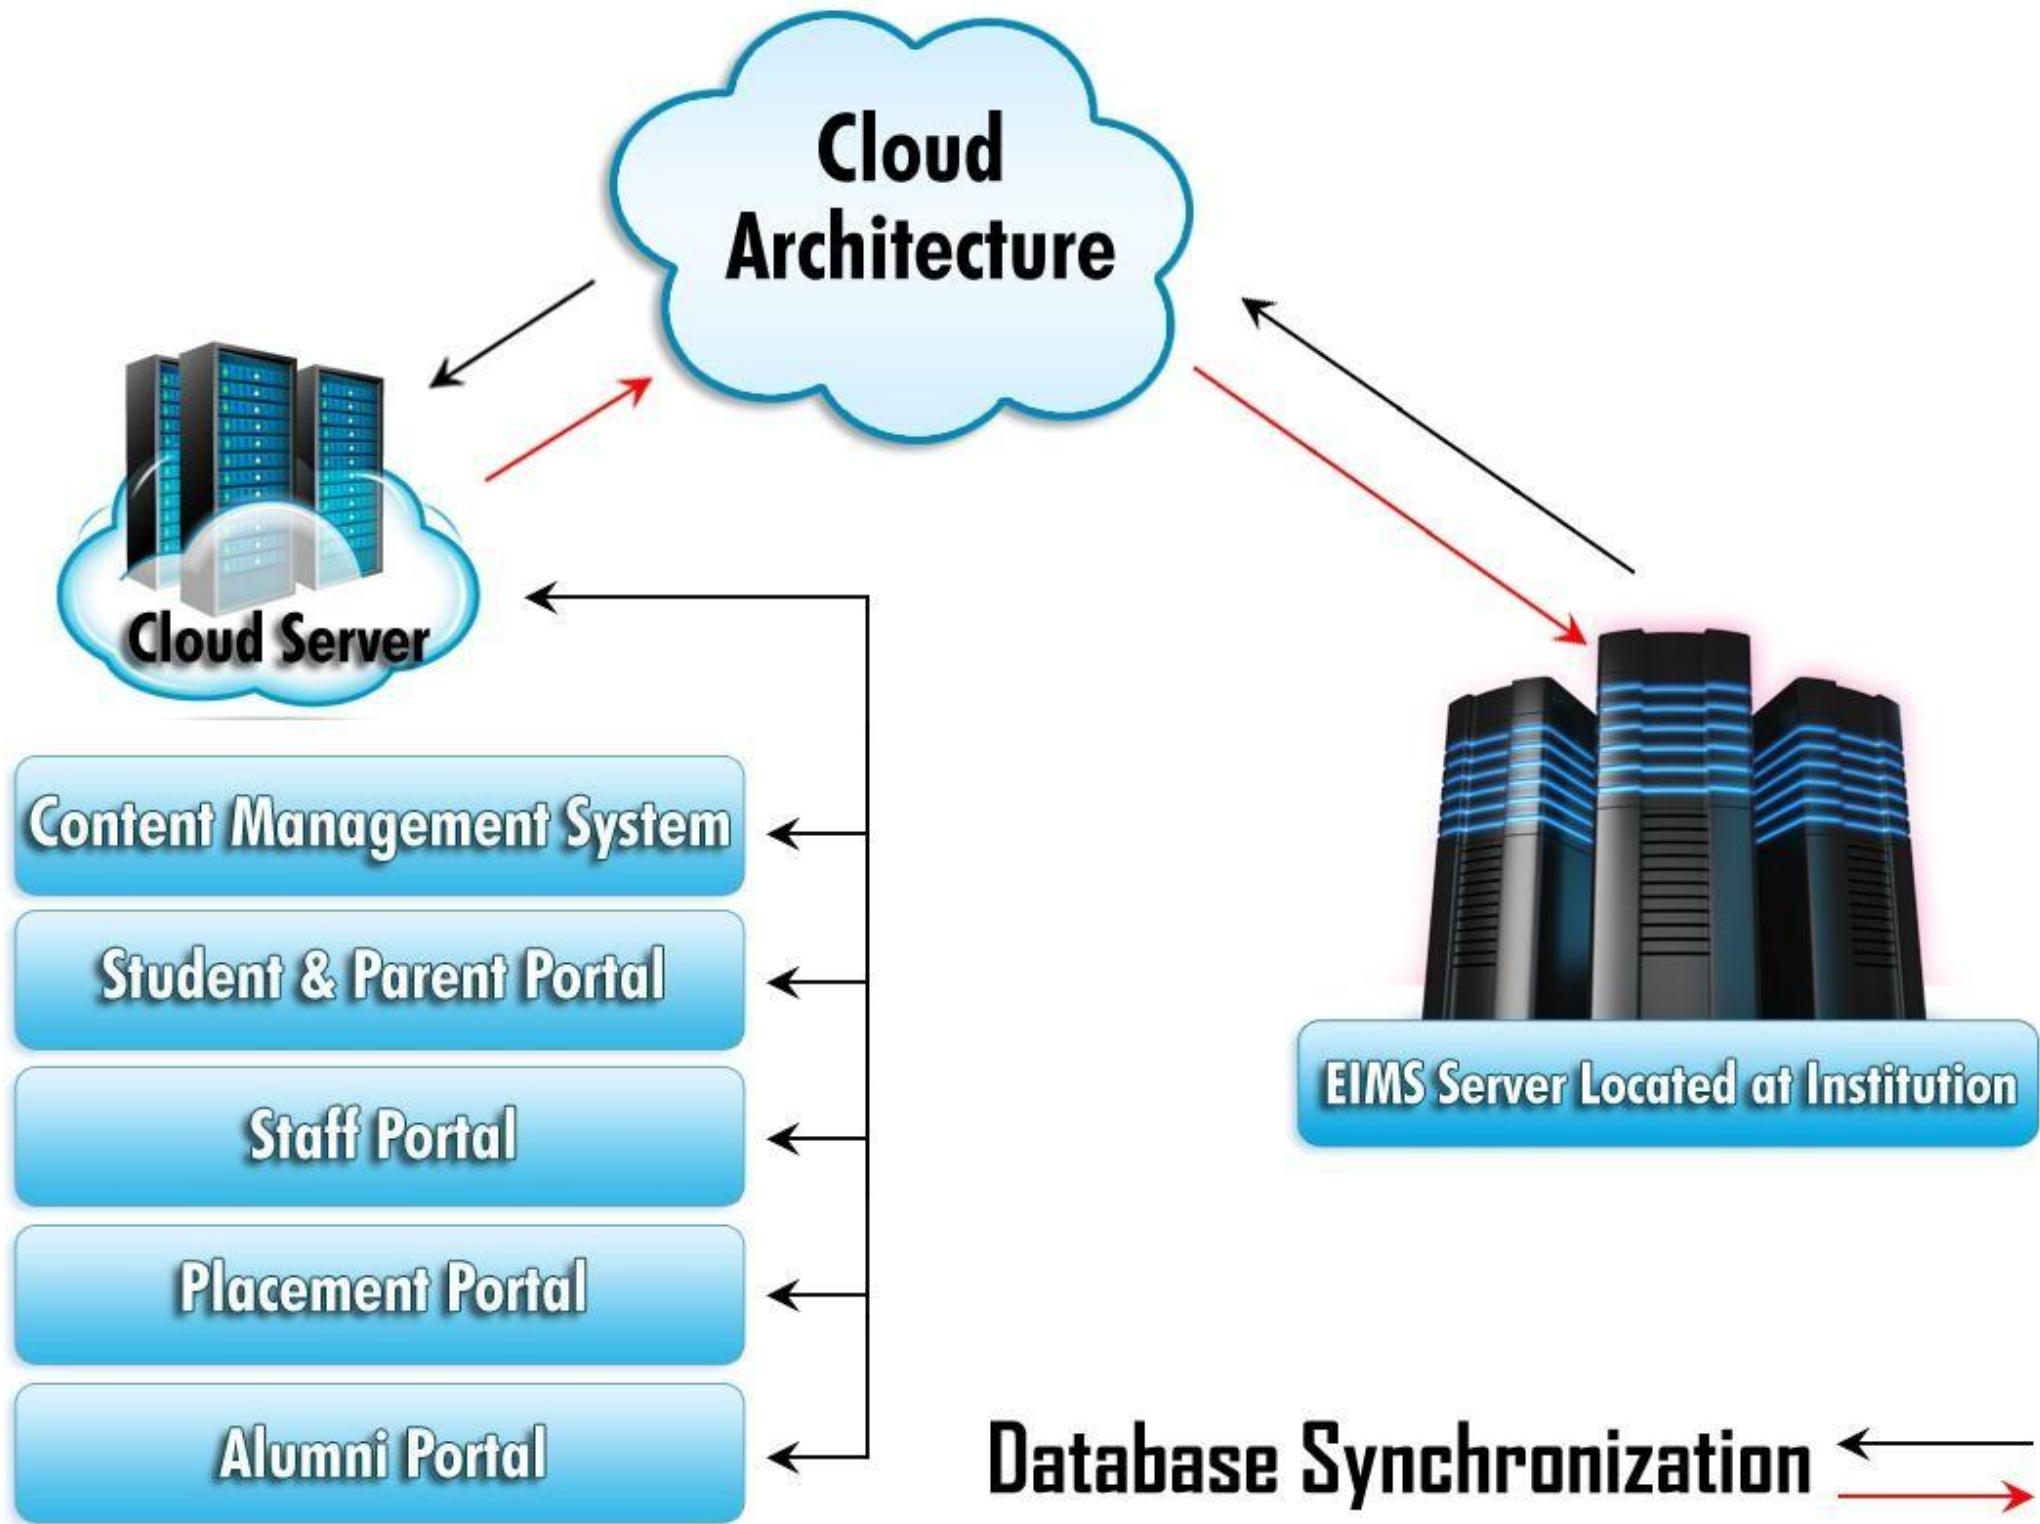 Cloud
Architecture
Cloud Server
Content Management System
Student & Parent Portal
Staff Portal
Placement Portal
Alumni Portal
EIMS Server Located at Institution
Database Synchronization